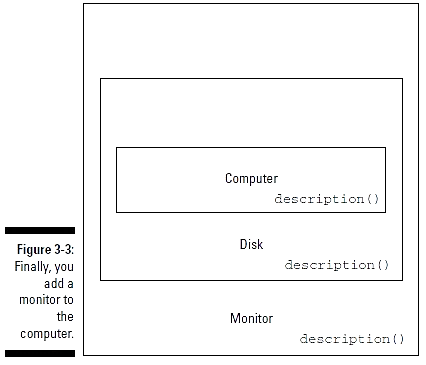 Computer
description()
Disk
description()
Monitor
description()
Figure 3-3:
Finally, you
add a
monitor to
the
computer.